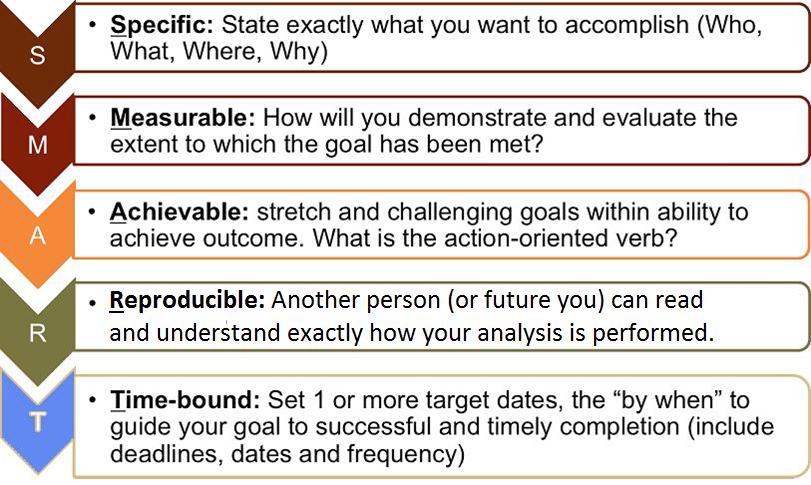 S
• Specific: State exactly what you want to accomplish (Who,
What, Where, Why)
M
• Measurable: How will you demonstrate and evaluate the
extent to which the goal has been met?
A
• Achievable: stretch and challenging goals within ability to
achieve outcome. What is the action-oriented verb?
R
• Reproducible: Another person (or future you) can read
and understand exactly how your analysis is performed.
T
• Time-bound: Set 1 or more target dates, the “by when” to
guide your goal to successful and timely completion (include
deadlines, dates and frequency)